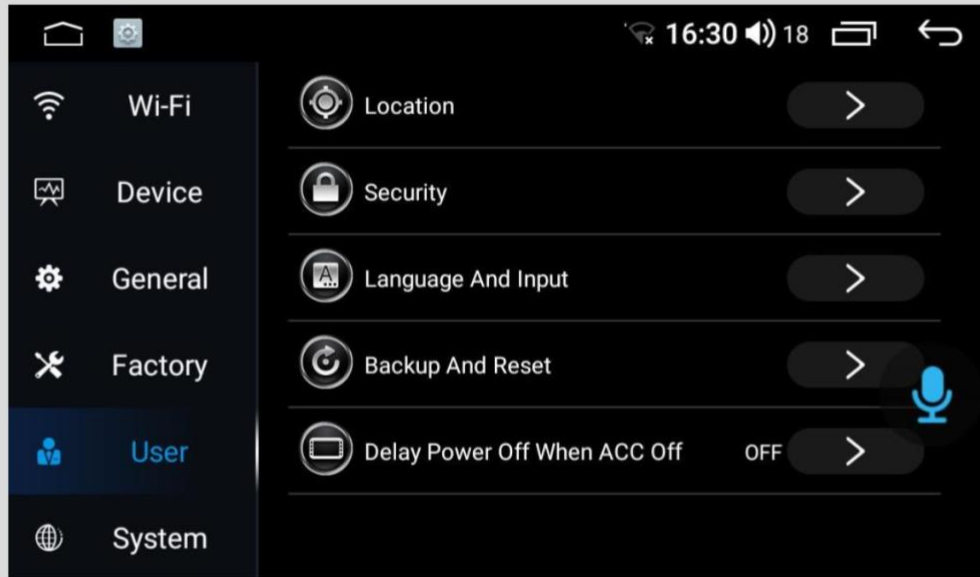 16:30 18
Wi-Fi
Device
General
Factory
User
System
Location
Security
Language And Input
Backup And Reset
Delay Power Off When ACC Off OFF